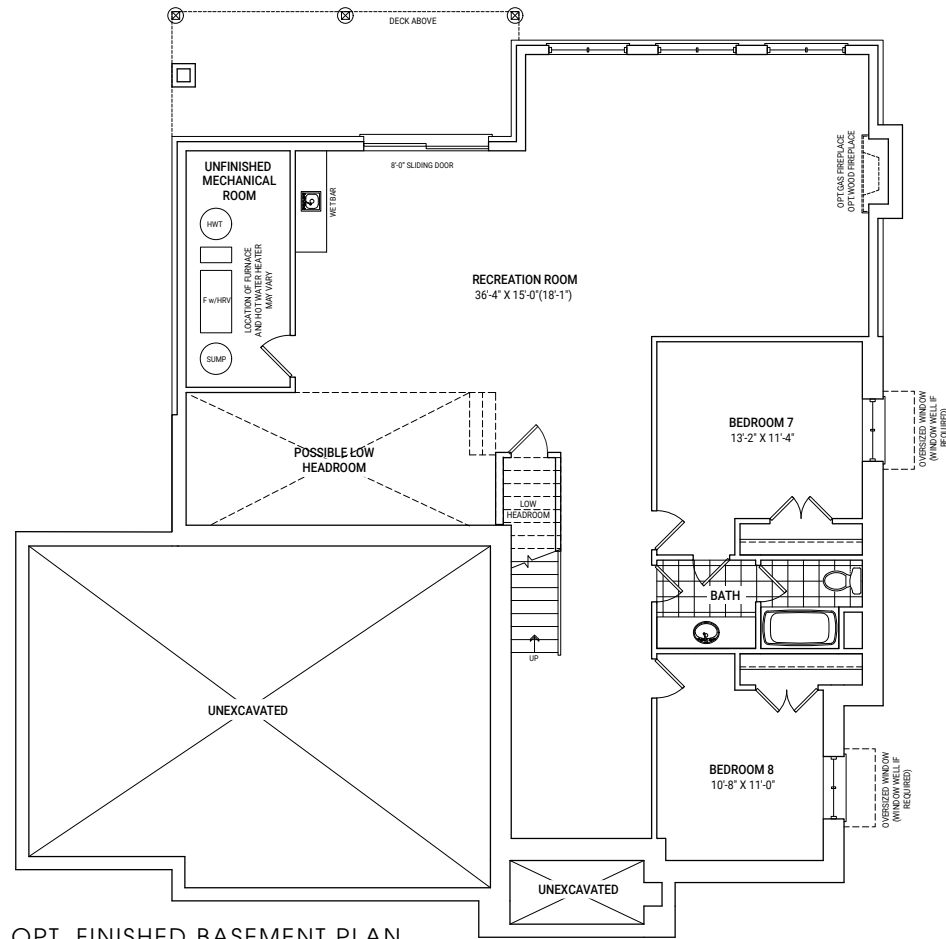 DECK ABOVE
8'-0" SLIDING DOOR
UNFINISHED
MECHANICAL
ROOM
HWT
F w/HRV
SUMP
LOCATION OF FURNACE
AND HOT WATER HEATER
MAY VARY
WET BAR
OPT.GAS FIREPLACE
OPT.WOOD FIREPLACE
RECREATION ROOM
36'-4" X 15'-0"(18'-1")
BEDROOM 7
13'-2" X 11'-4"
OVERSIZED WINDOW
(WINDOW WELL IF
REQUIRED)
POSSIBLE LOW
HEADROOM
LOW
HEADROOM
UP
BATH
UNEXCAVATED
BEDROOM 8
10'-8" X 11'-0"
OVERSIZED WINDOW
(WINDOW WELL IF
REQUIRED)
UNEXCAVATED
OPT. FINISHED BASEMENT PLAN